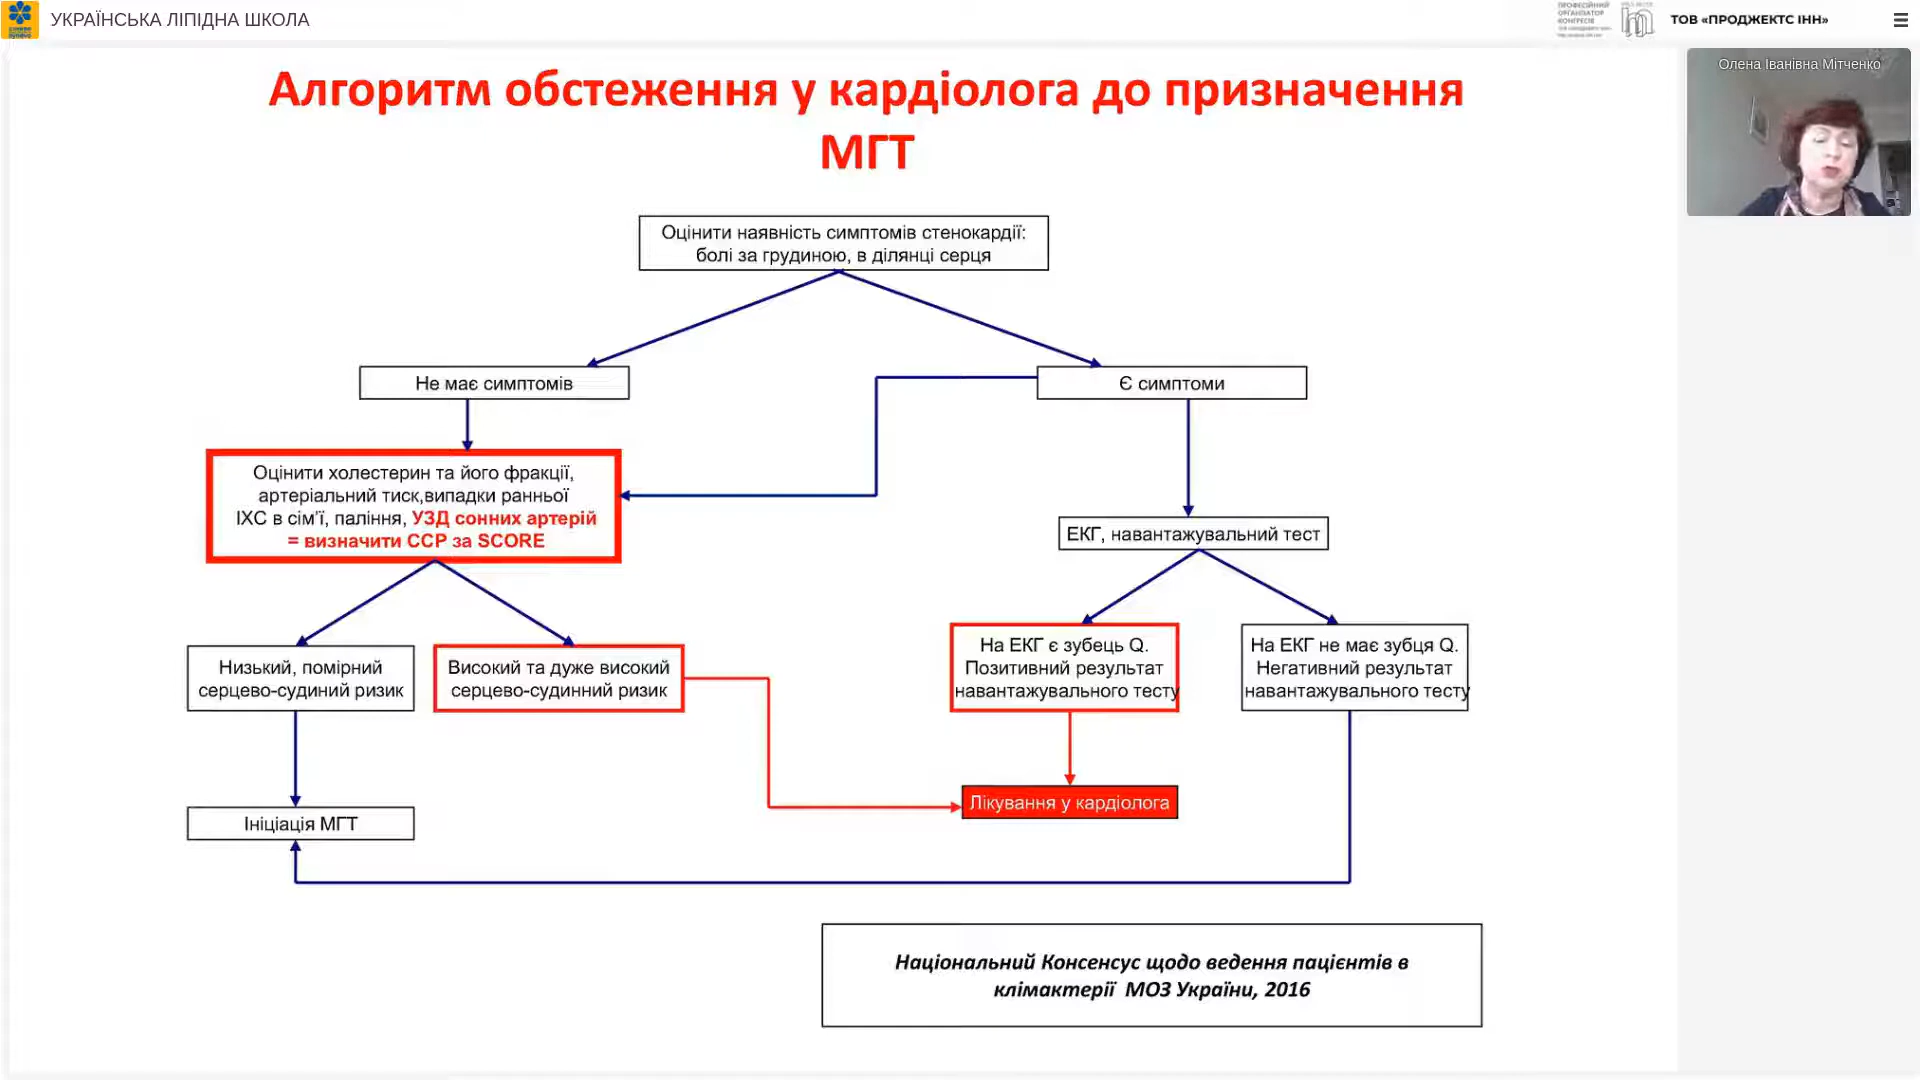 УКРАЇНСЬКА ЛІПІДНА ШКОЛА
ПРОФЕСІЙНИЙ
ОРГАНІЗАТОР
КОНГРЕСІВ
ТОВ «ПРОДЖЕКТС ІНН»
Олена Іванівна Мітченко
Алгоритм обстеження у кардіолога до призначення
МГТ
Оцінити наявність симптомів стенокардії:
болі за грудиною, в ділянці серця
Не має симптомів
Є симптоми
Оцінити холестерин та його фракції,
артеріальний тиск,випадки ранньої
ІХС в сім’ї, паління, УЗД сонних артерій
= визначити ССР за SCORE
ЕКГ, навантажувальний тест
Низький, помірний
серцево-судиний ризик
Високий та дуже високий
серцево-судинний ризик
На ЕКГ є зубець Q.
Позитивний результат
навантажувального тесту
На ЕКГ не має зубця Q.
Негативний результат
навантажувального тесту
Лікування у кардіолога
Ініціація МГТ
Національний Консенсус щодо ведення пацієнтів в
клімактерії МОЗ України, 2016